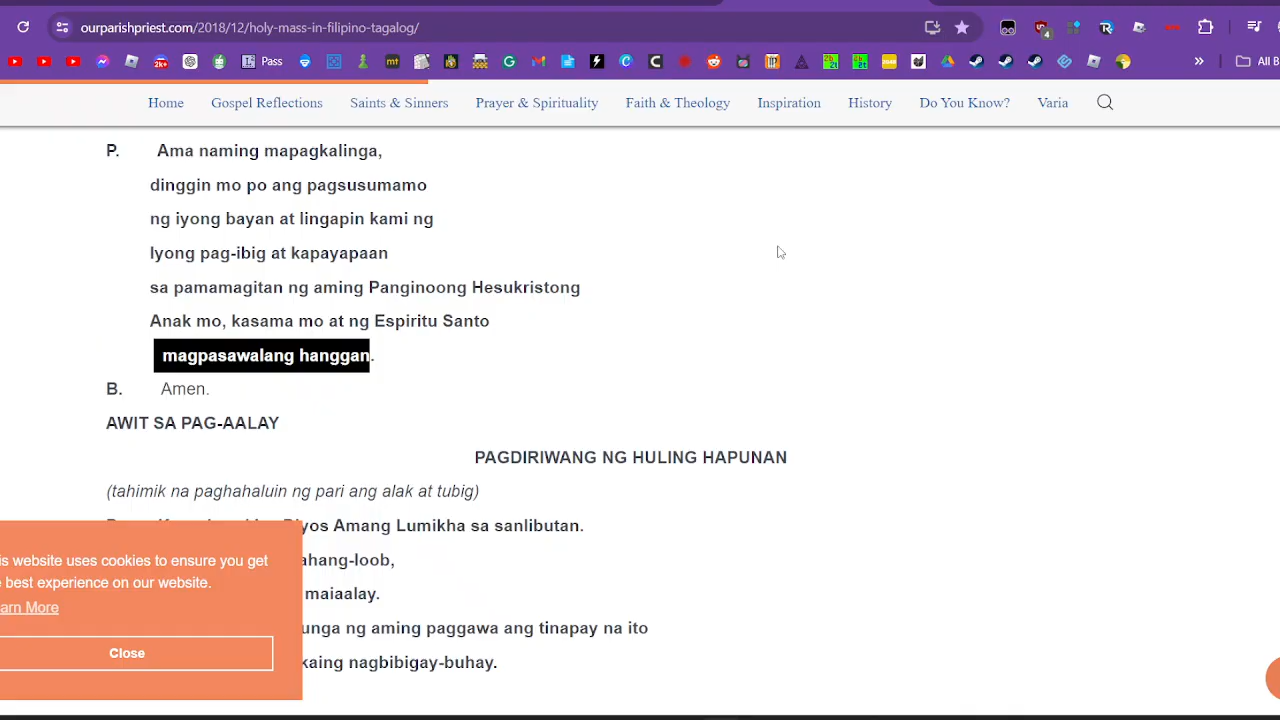 ourparishpriest.com/2018/12/holy-mass-in-filipino-tagalog/
Pass
All B
Home Gospel Reflections Saints & Sinners Prayer & Spirituality Faith & Theology Inspiration History Do You Know? Varia
P. Ama naming mapagkalinga,
dinggin mo po ang pagsusumamo
ng iyong bayan at lingapin kami ng
Iyong pag-ibig at kapayapaan
sa pamamagitan ng aming Panginoong Hesukristong
Anak mo, kasama mo at ng Espiritu Santo
magpasawalang hanggan.
B. Amen.
AWIT SA PAG-AALAY
PAGDIRIWANG NG HULING HAPUNAN
(tahimik na paghahaluin ng pari ang alak at tubig)
Diyos Amang Lumikha sa sanlibutan.
ahang-loob,
maiaalay.
unga ng aming paggawa ang tinapay na ito
kaing nagbibigay-buhay.
is website uses cookies to ensure you get
best experience on our website.
arn More
Close